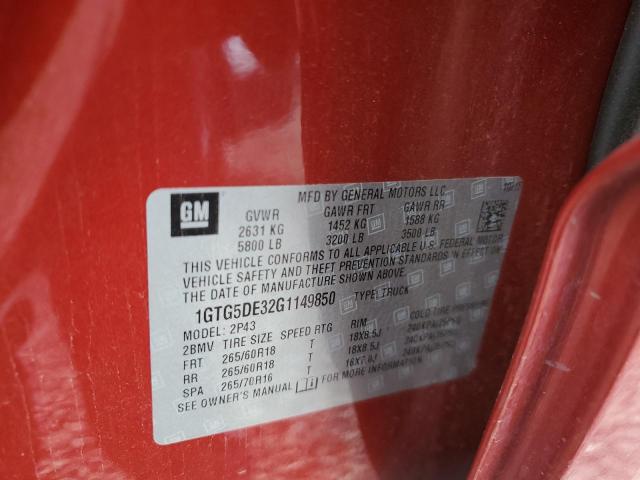 GM
MFD BY GENERAL MOTORS LLC
GVWR GAWR FRT GAWR RR
2631 KG 1452 KG 1588 KG
5800 LB 3200 LB 3500 LB
THIS VEHICLE CONFORMS TO ALL APPLICABLE U.S. FEDERAL MOTOR
VEHICLE SAFETY AND THEFT PREVENTION STANDARDS IN EFFECT ON
THE DATE OF MANUFACTURE SHOWN ABOVE.
1GTG5DE32G1149850 TYPE: TRUCK
MODEL: 2P43
2BMV TIRE SIZE SPEED RTG RIM COLD TIRE PRESSURE
FRT 265/60R18 T 18X8.5J
RR 265/60R18 T 18X8.5J
SPA 265/70R16 T
SEE OWNER'S MANUAL FOR MORE INFORMATION.